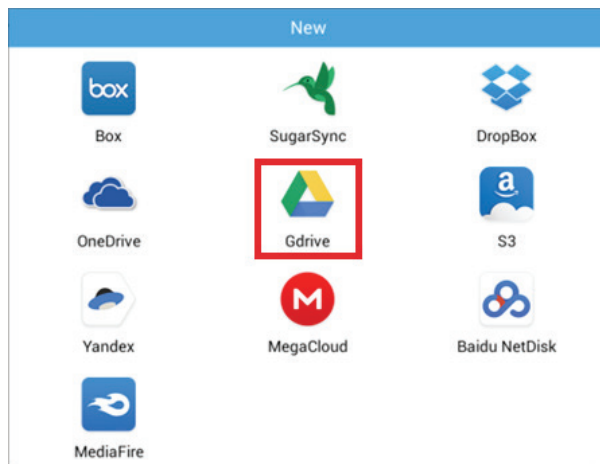 New
box
Box
SugarSync
DropBox
OneDrive
Gdrive
a
S3
Yandex
M
MegaCloud
Baidu NetDisk
MediaFire